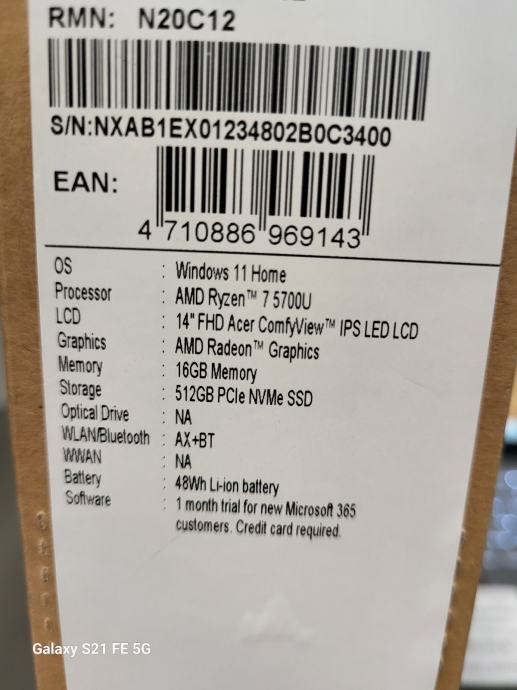 RMN: N20C12
S/N:NXAB1EX01234802B0C3400
EAN:
4 710886 969143
OS : Windows 11 Home
Processor : AMD Ryzen™ 7 5700U
LCD : 14" FHD Acer ComfyView™ IPS LED LCD
Graphics : AMD Radeon™ Graphics
Memory : 16GB Memory
Storage : 512GB PCIe NVMe SSD
Optical Drive : NA
WLAN/Bluetooth : AX+BT
WWAN : NA
Battery : 48Wh Li-ion battery
Software : 1 month trial for new Microsoft 365
customers. Credit card required.
Galaxy S21 FE 5G